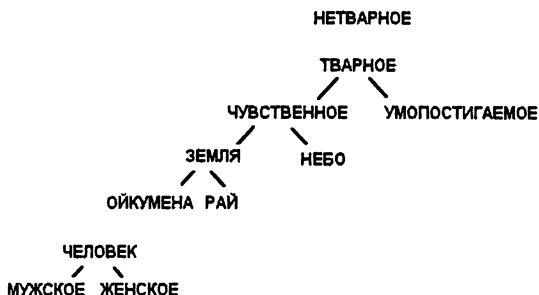 НЕТВАРНОЕ
ТВАРНОЕ
ЧУВСТВЕННОЕ УМОПОСТИГАЕМОЕ
ЗЕМЛЯ НЕБО
ОЙКУМЕНА РАЙ
ЧЕЛОВЕК
МУЖСКОЕ ЖЕНСКОЕ